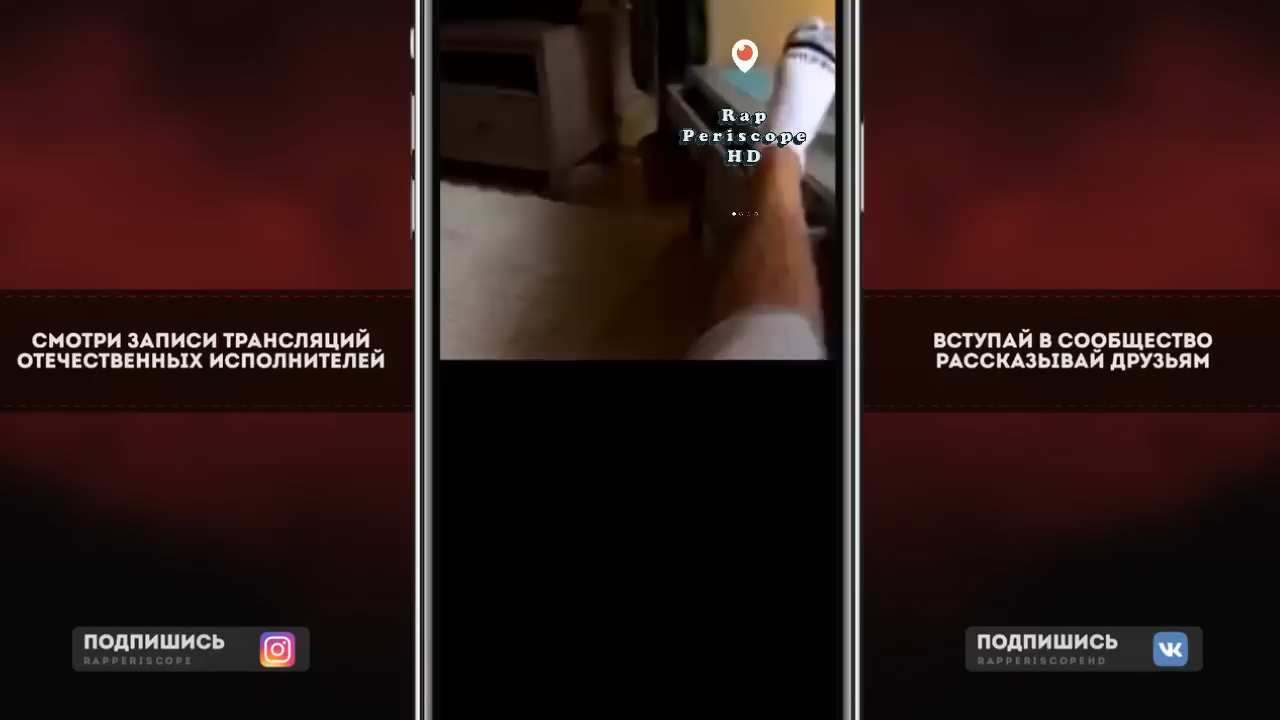 Rap
Periscope
HD
СМОТРИ ЗАПИСИ ТРАНСЛЯЦИЙ
ОТЕЧЕСТВЕННЫХ ИСПОЛНИТЕЛЕЙ
ВСТУПАЙ В СООБЩЕСТВО
РАССКАЗЫВАЙ ДРУЗЬЯМ
ПОДПИШИСЬ
RAPPERISCOPE
ПОДПИШИСЬ
RAPPERISCOPEHD